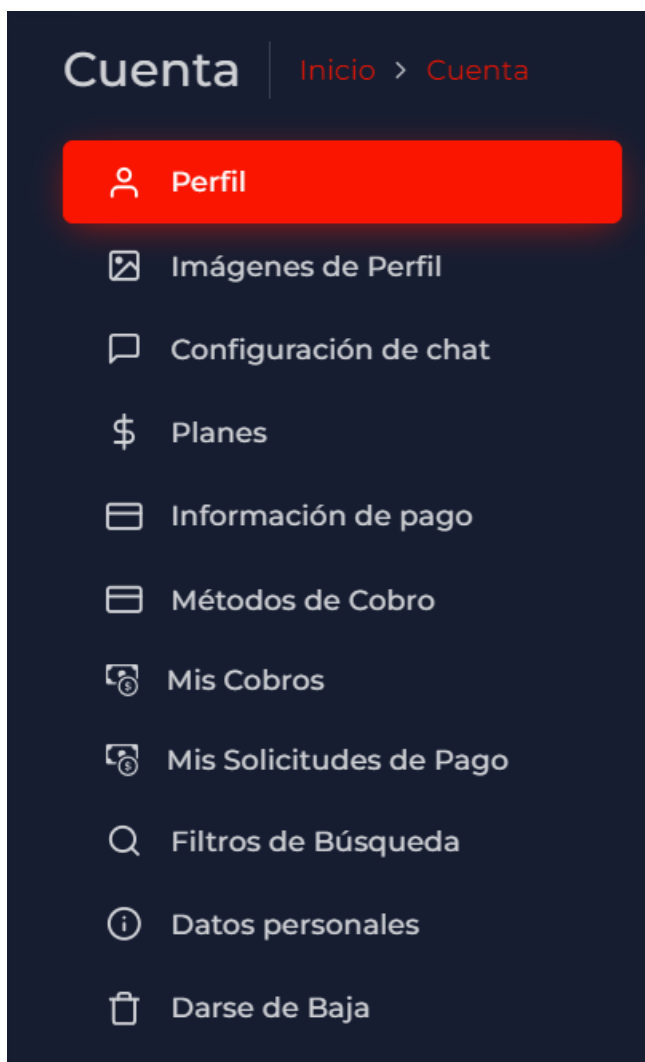 Cuenta Inicio > Cuenta
Perfil
Imágenes de Perfil
Configuración de chat
Planes
Información de pago
Métodos de Cobro
Mis Cobros
Mis Solicitudes de Pago
Filtros de Búsqueda
Datos personales
Darse de Baja